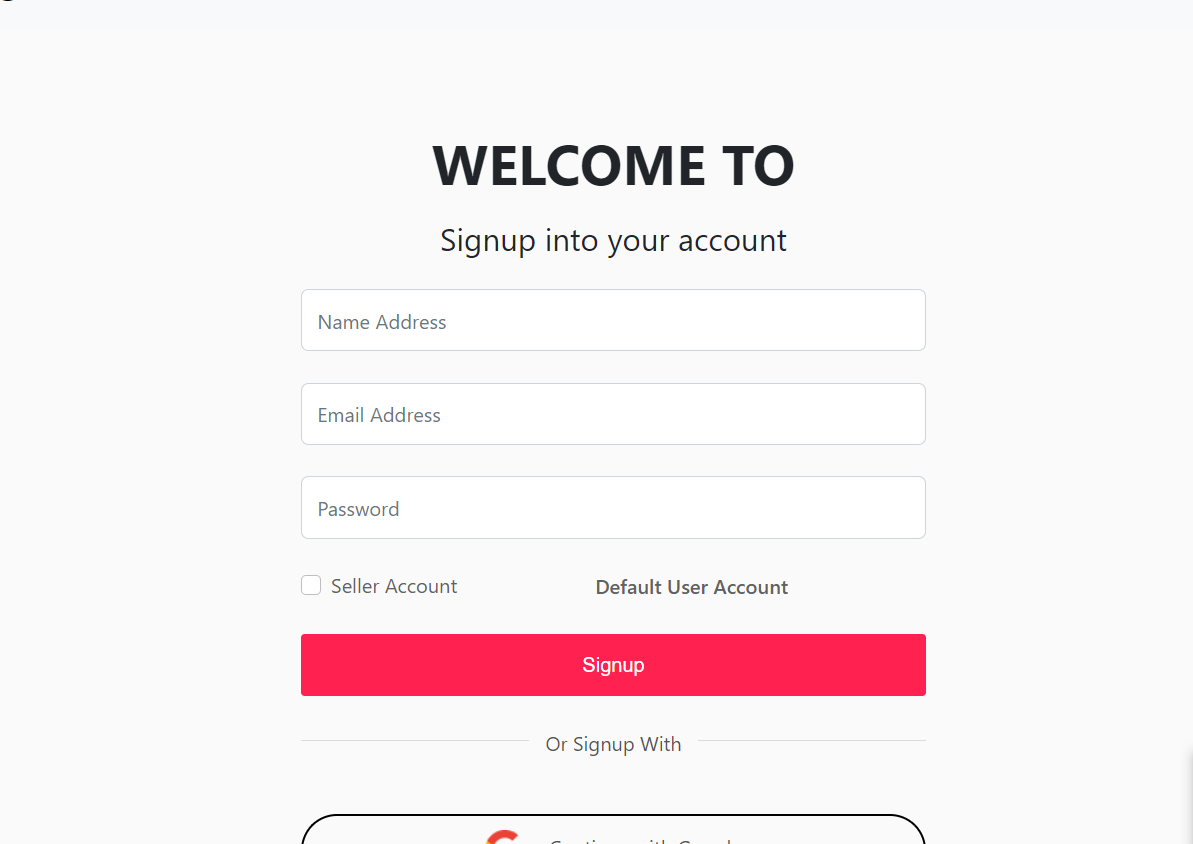 WELCOME TO
Signup into your account
Name Address
Email Address
Password
Seller Account
Default User Account
Signup
Or Signup With